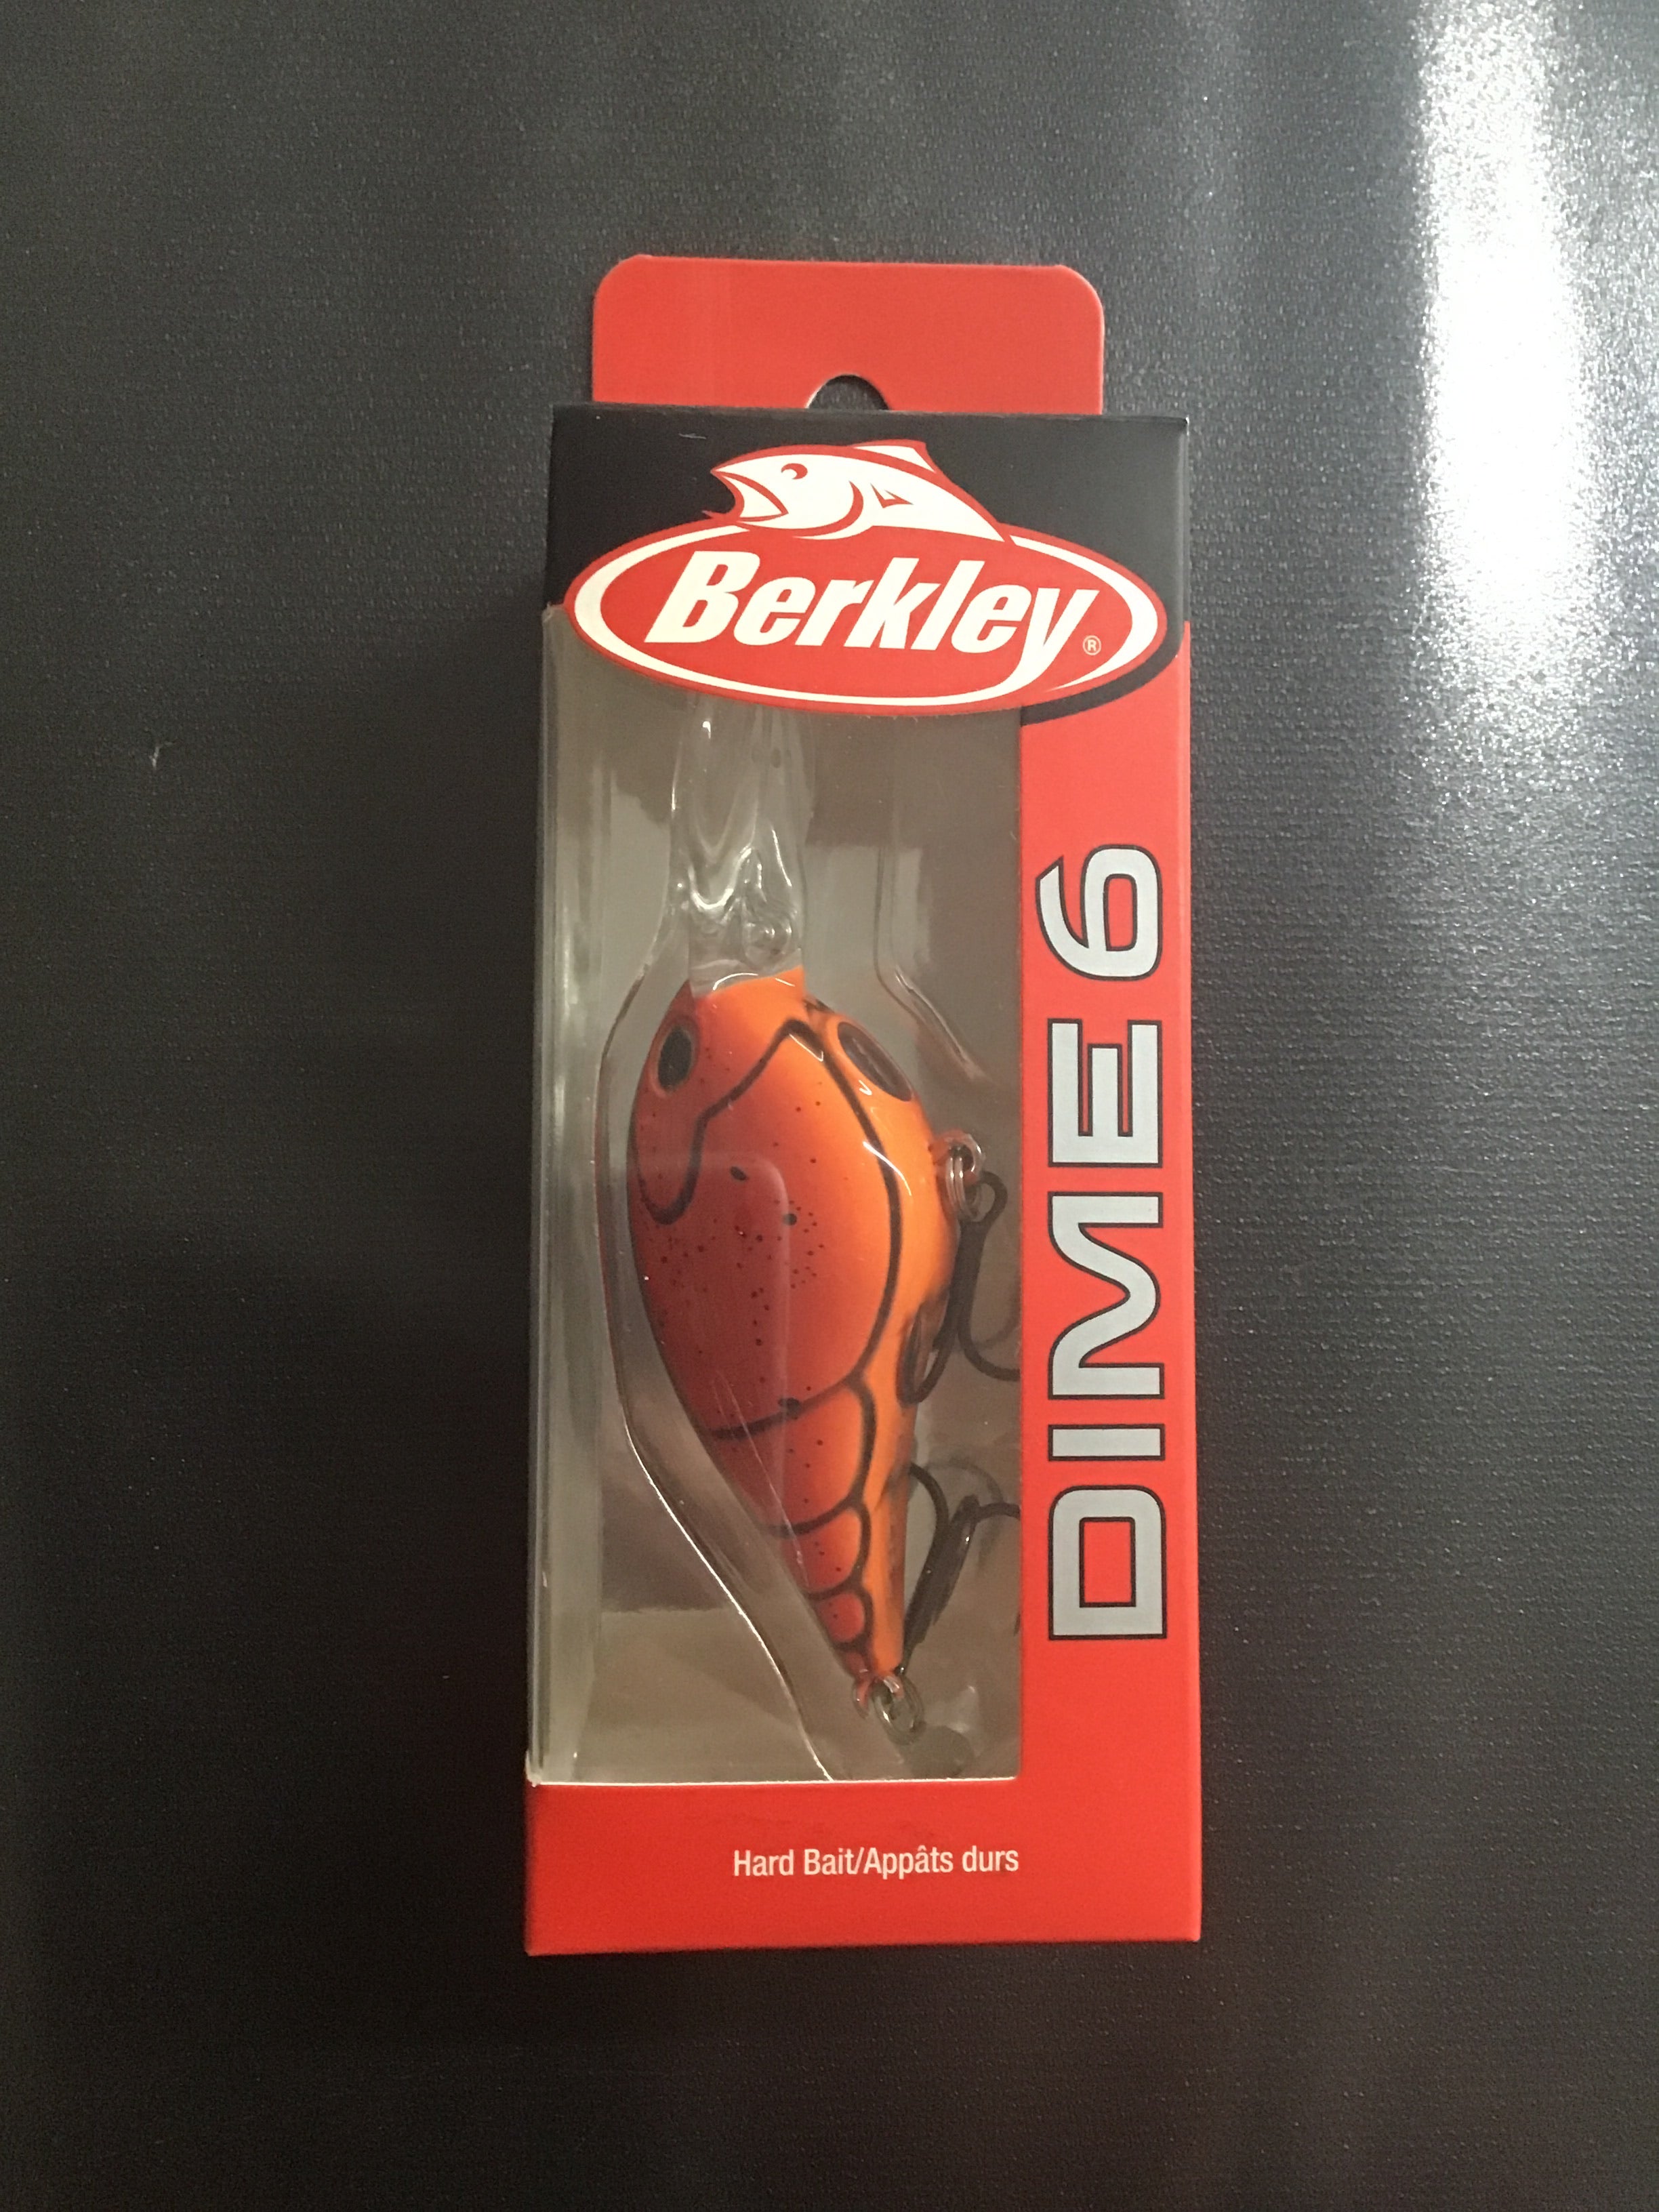 Berkley®
DIME 6
Hard Bait/Appâts durs